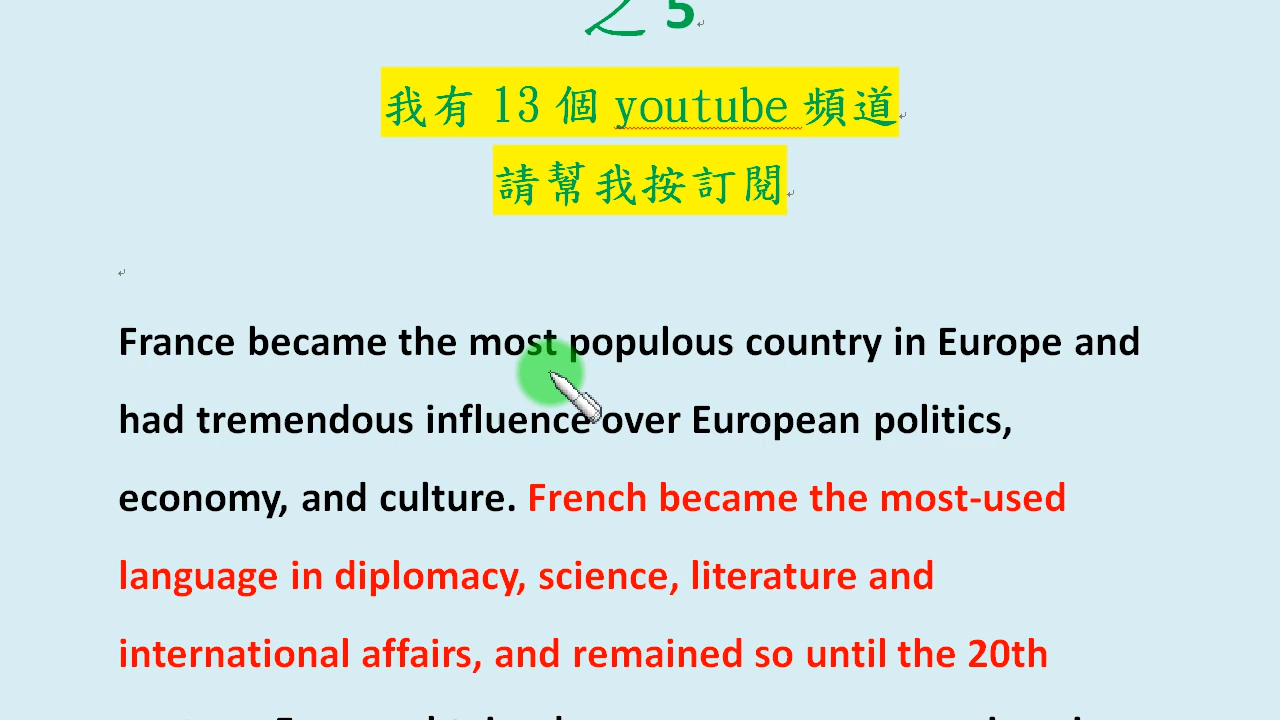 之 5
我有 13 個 youtube 頻道
請幫我按訂閱
France became the most populous country in Europe and
had tremendous influence over European politics,
economy, and culture. French became the most-used
language in diplomacy, science, literature and
international affairs, and remained so until the 20th